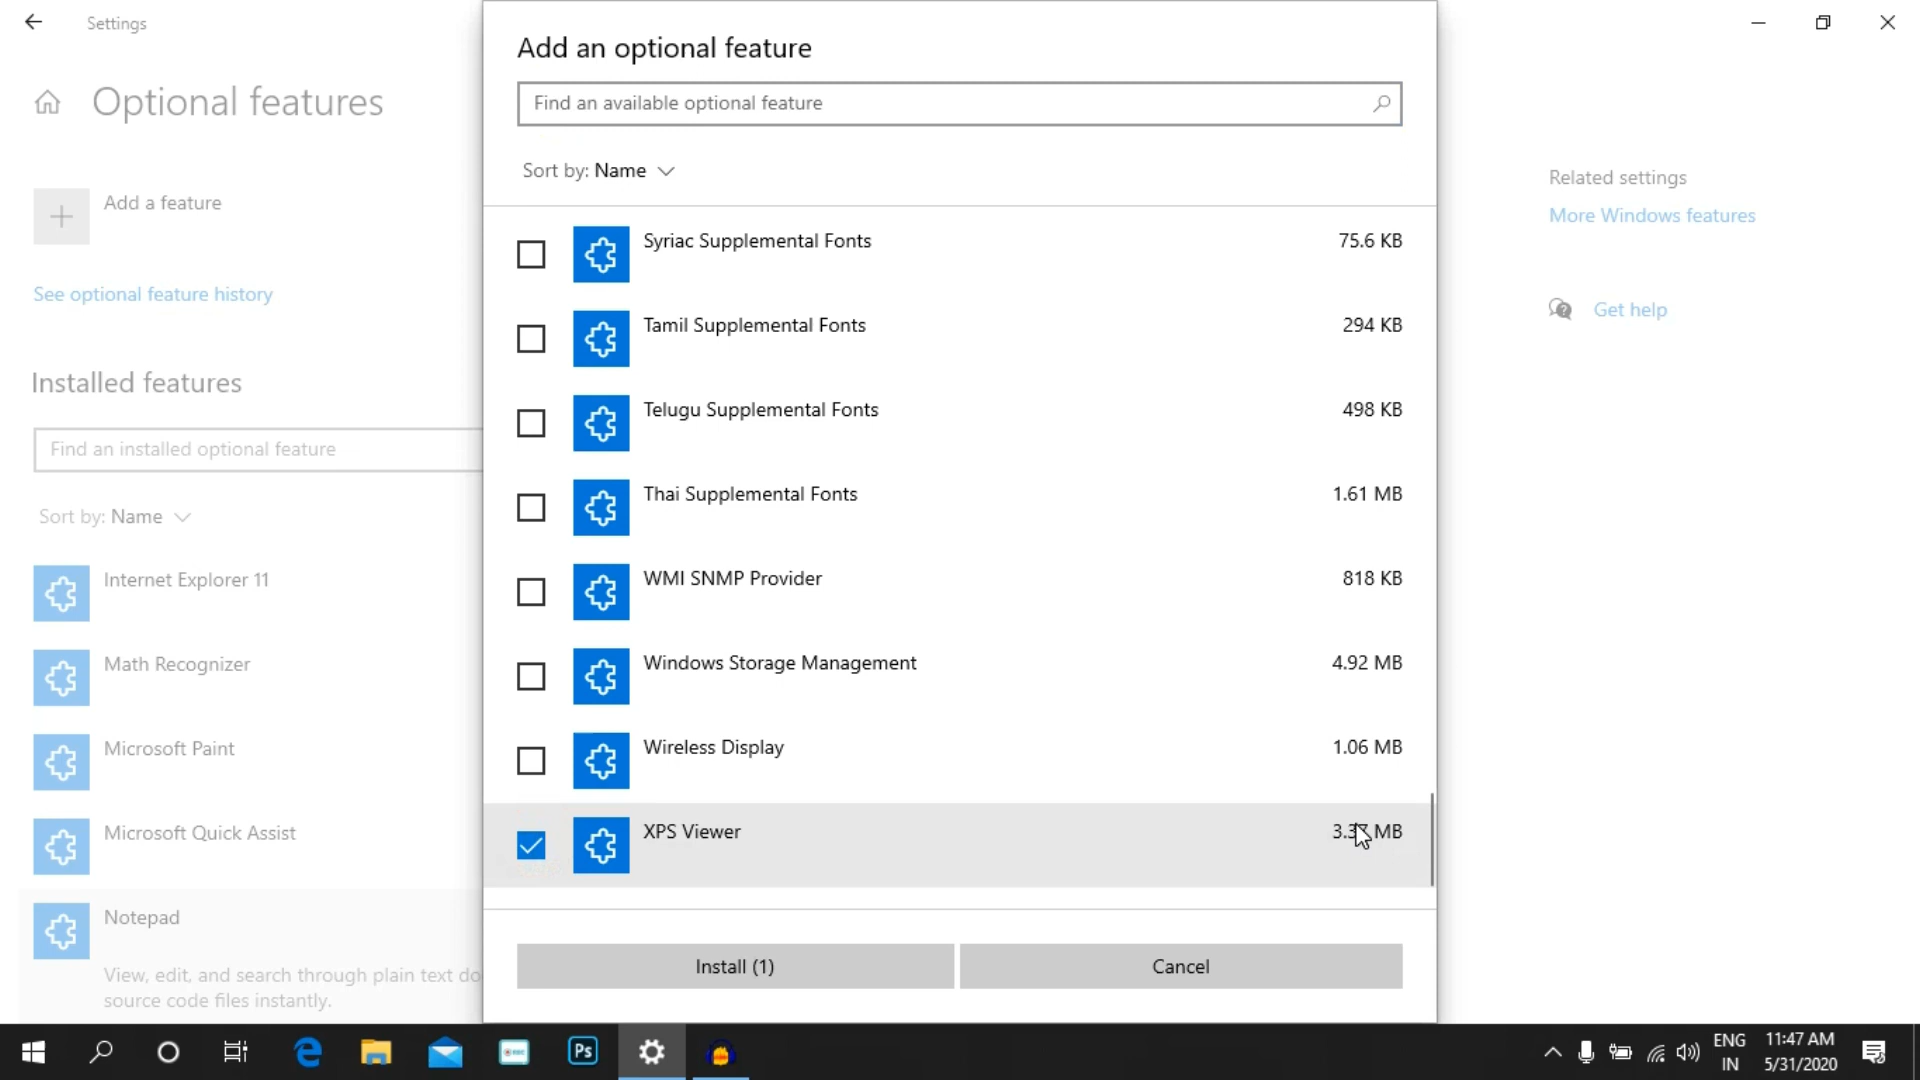 Settings
Optional features
Add a feature
See optional feature history
Installed features
Find an installed optional feature
Sort by: Name
Internet Explorer 11
Math Recognizer
Microsoft Paint
Microsoft Quick Assist
Notepad
View, edit, and search through plain text do
source code files instantly.
Add an optional feature
Find an available optional feature
Sort by: Name
Syriac Supplemental Fonts 75.6 KB
Tamil Supplemental Fonts 294 KB
Telugu Supplemental Fonts 498 KB
Thai Supplemental Fonts 1.61 MB
WMI SNMP Provider 818 KB
Windows Storage Management 4.92 MB
Wireless Display 1.06 MB
XPS Viewer MB
Install (1) Cancel
Related settings
More Windows features
Get help
Ps
ENG 11:47 AM
IN 5/31/2020